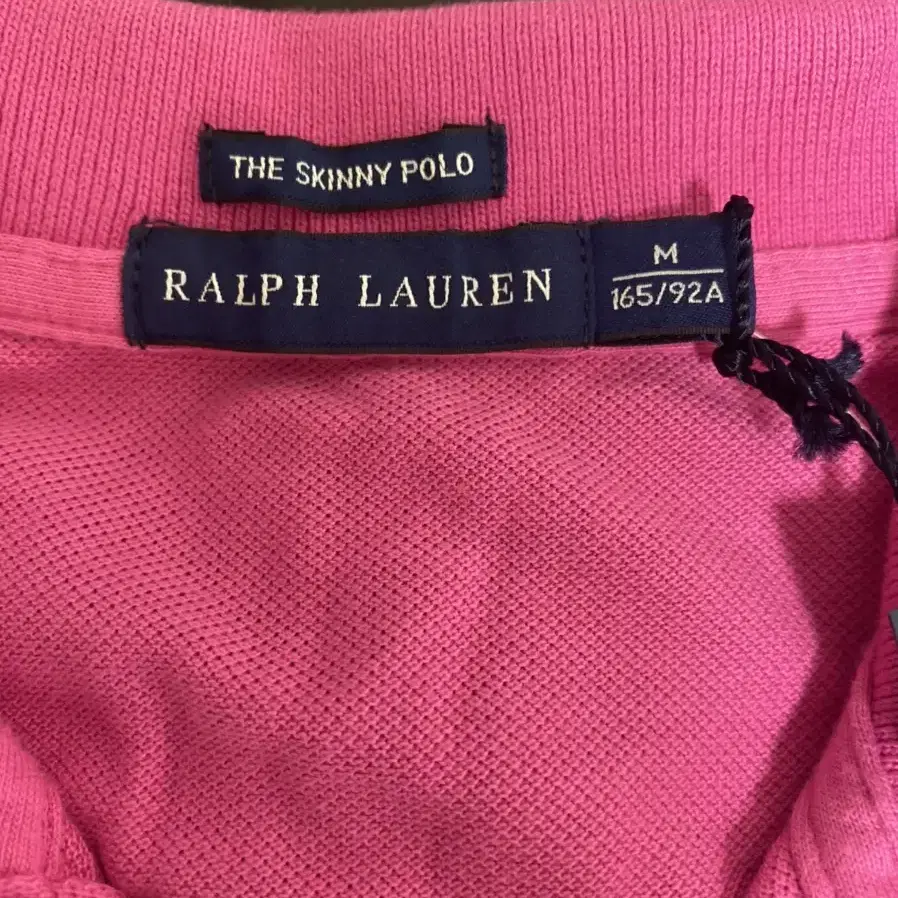 THE SKINNY POLO
RALPH LAUREN
M
165/92A